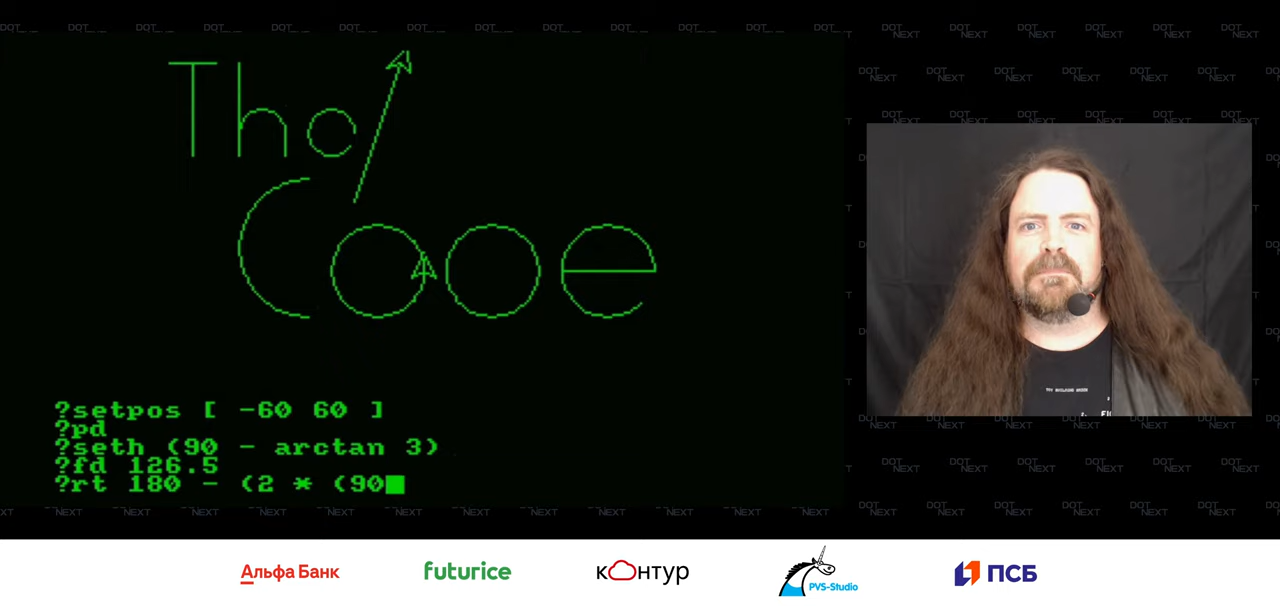 The
Cooe
?setpos [ -60 60 ]
?pd
?seth (90 - arctan 3)
?fd 126.5
?rt 180 - (2 * (90
DOT NEXT
Альфа Банк
futurice
контур
PVS-Studio
ПСБ